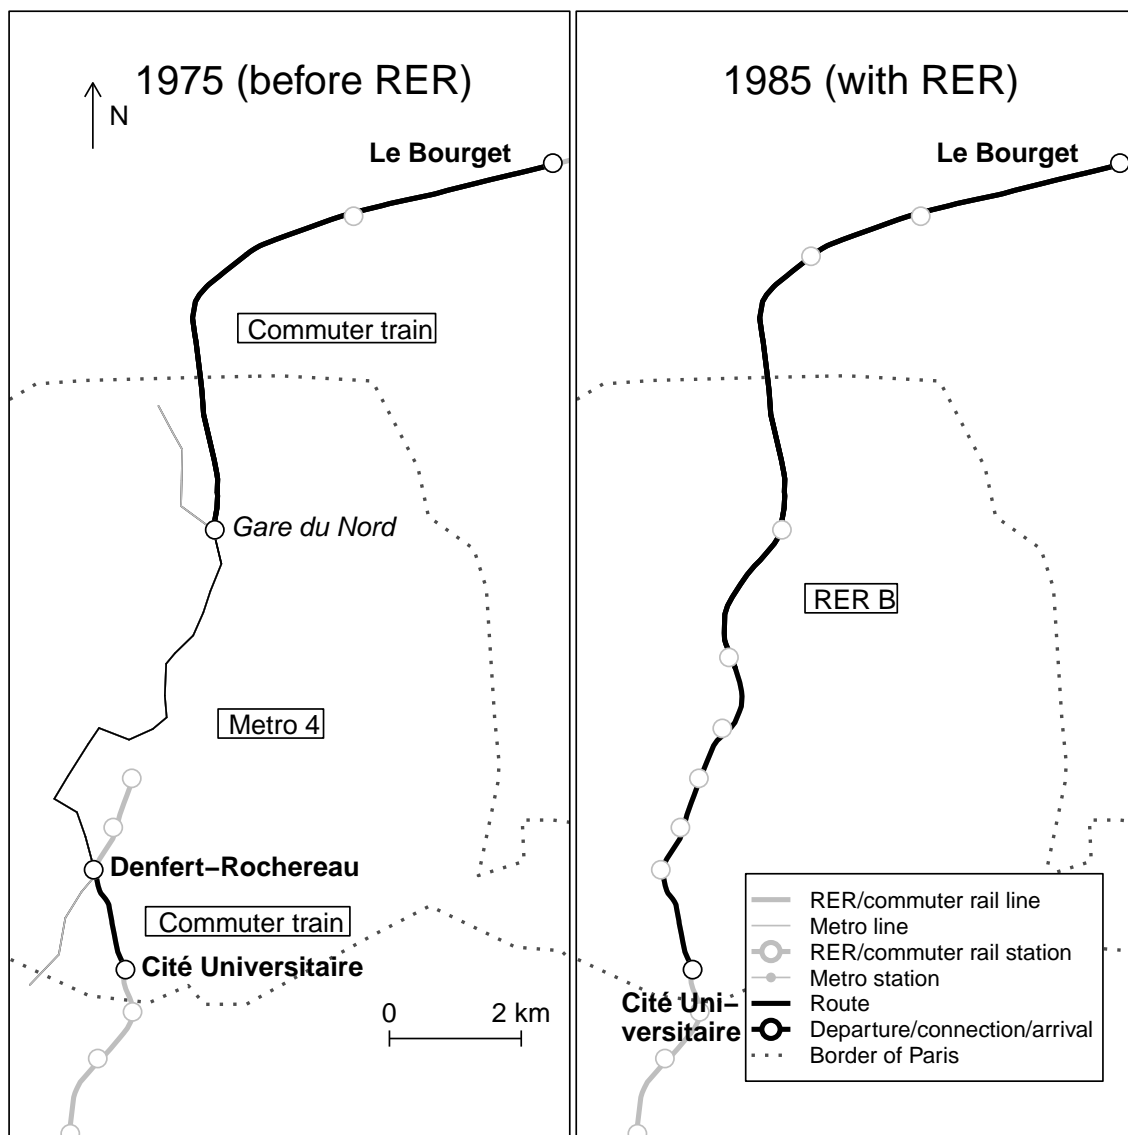 1975 (before RER)
N
Le Bourget
Commuter train
Gare du Nord
Metro 4
Denfert–Rochereau
Commuter train
Cité Universitaire
0 2 km
1985 (with RER)
Le Bourget
RER B
Cité Uni–
versitaire
RER/commuter rail line
Metro line
RER/commuter rail station
Metro station
Route
Departure/connection/arrival
Border of Paris